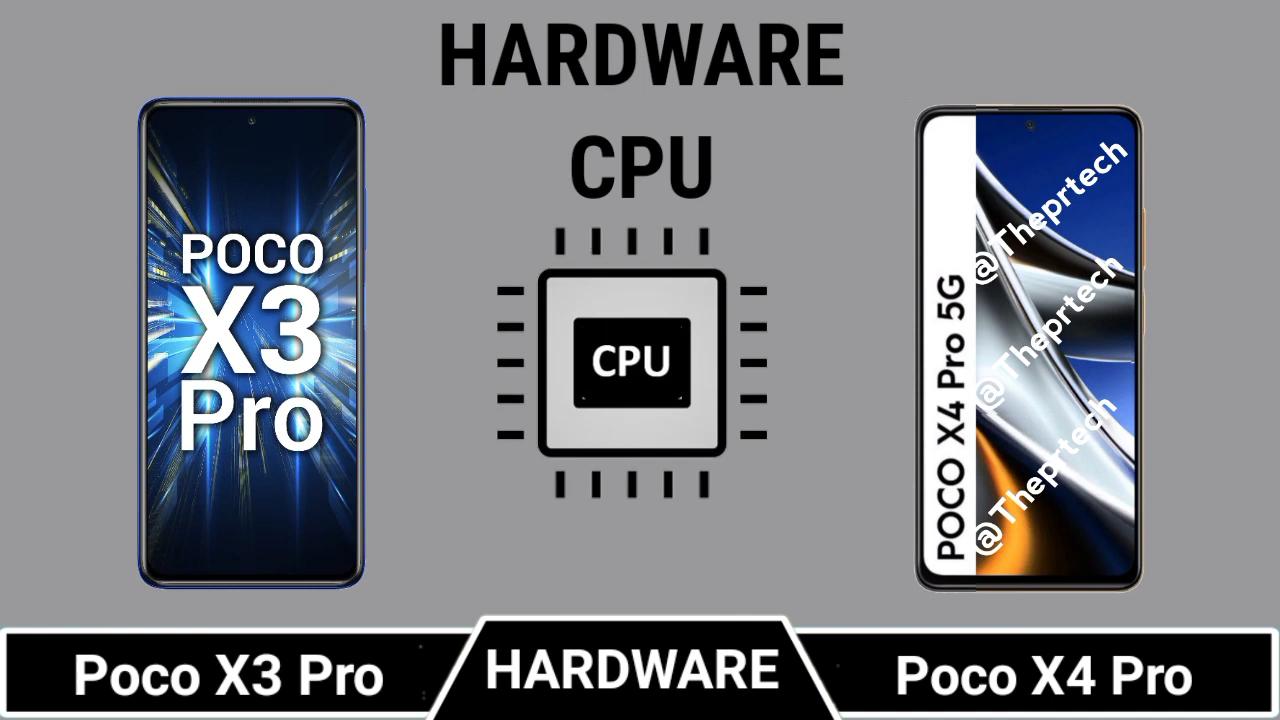 HARDWARE
CPU
CPU
POCO
X3
Pro
POCO X4 Pro 5G
@Theprtech
@Theprtech
@Theprtech
Poco X3 Pro
HARDWARE
Poco X4 Pro